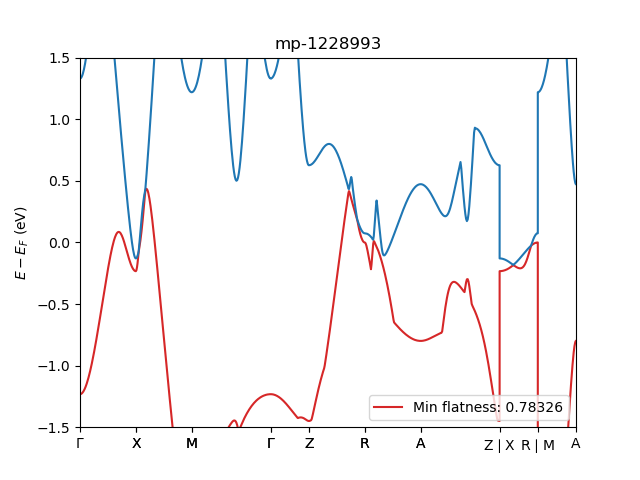 mp-1228993
E − E_F (eV)
1.5
1.0
0.5
0.0
−0.5
−1.0
−1.5
Min flatness: 0.78326
Γ X M Γ Z R A Z | X R | M A